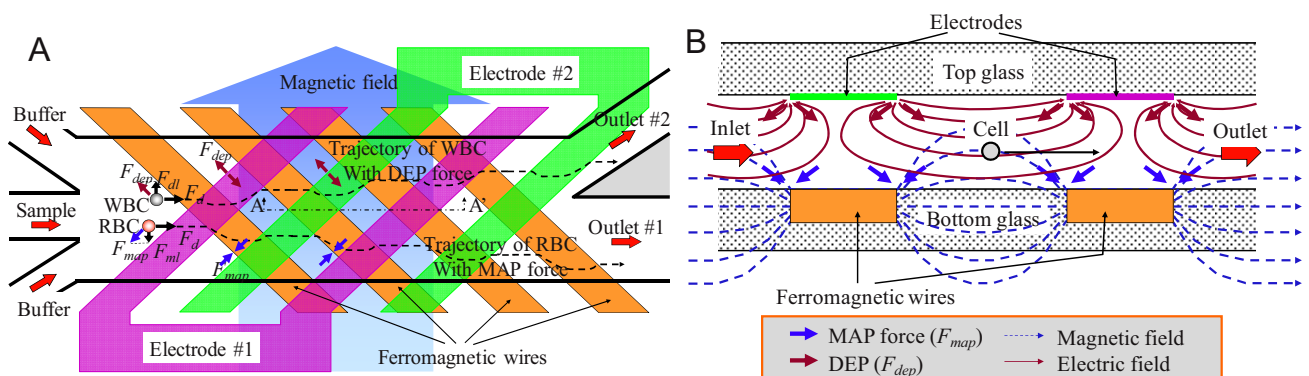 A
Magnetic field
Electrode #2
Buffer
Outlet #2
F_dep
Trajectory of WBC
With DEP force
F_dep
F_dl
F_d
WBC
A
A'
Sample
RBC
F_d
F_map
F_ml
Outlet #1
Trajectory of RBC
With MAP force
F_map
Buffer
Electrode #1
Ferromagnetic wires
B
Electrodes
Top glass
Inlet
Cell
Outlet
Bottom glass
Ferromagnetic wires
MAP force (F_map)
Magnetic field
DEP (F_dep)
Electric field